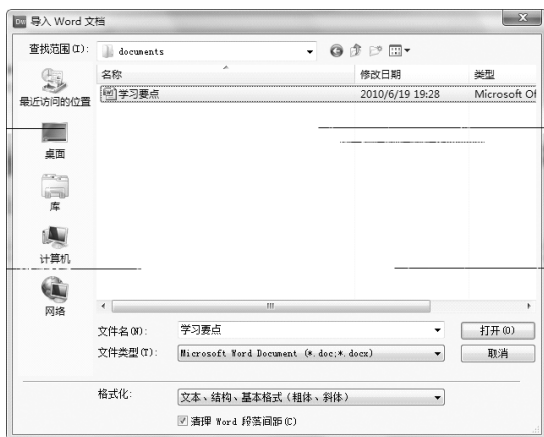 Dw 导入 Word 文档
查找范围(I): documents
名称 修改日期 类型
学习要点 2010/6/19 19:28 Microsoft Of
最近访问的位置
桌面
库
计算机
网络
文件名(N): 学习要点 打开(O)
文件类型(T): Microsoft Word Document (*.doc;*.docx) 取消
格式化: 文本、结构、基本格式(粗体、斜体)
清理 Word 段落间距(C)